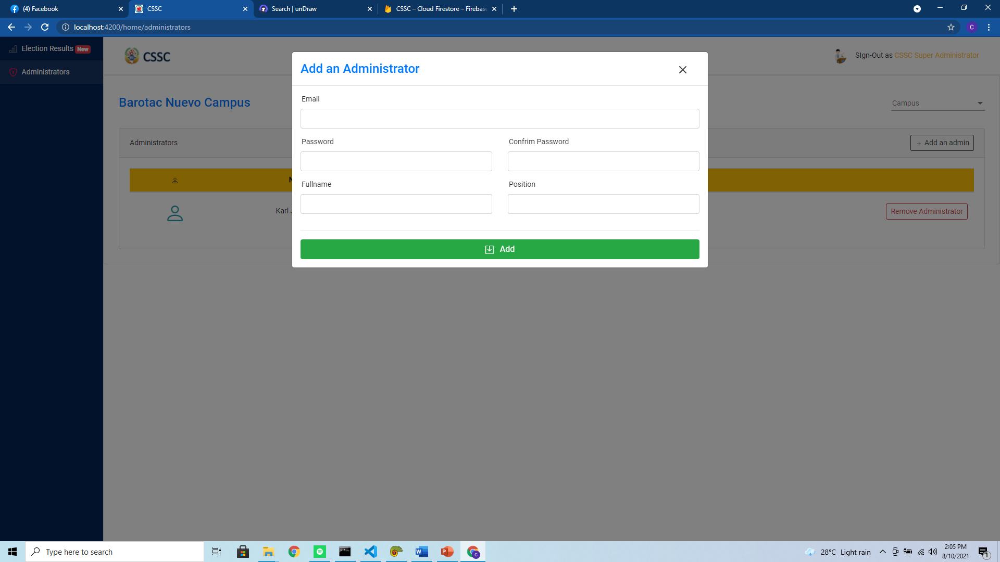 (4) Facebook
CSSC
Search | unDraw
CSSC – Cloud Firestore – Firebase
localhost:4200/home/administrators
Election Results New
Administrators
CSSC
SIgn-Out as CSSC Super Administrator
Barotac Nuevo Campus
Campus
Administrators
+ Add an admin
Karl
Remove Administrator
Add an Administrator
Email
Password
Confrim Password
Fullname
Position
Add
Type here to search
28°C Light rain
2:05 PM
8/10/2021
1